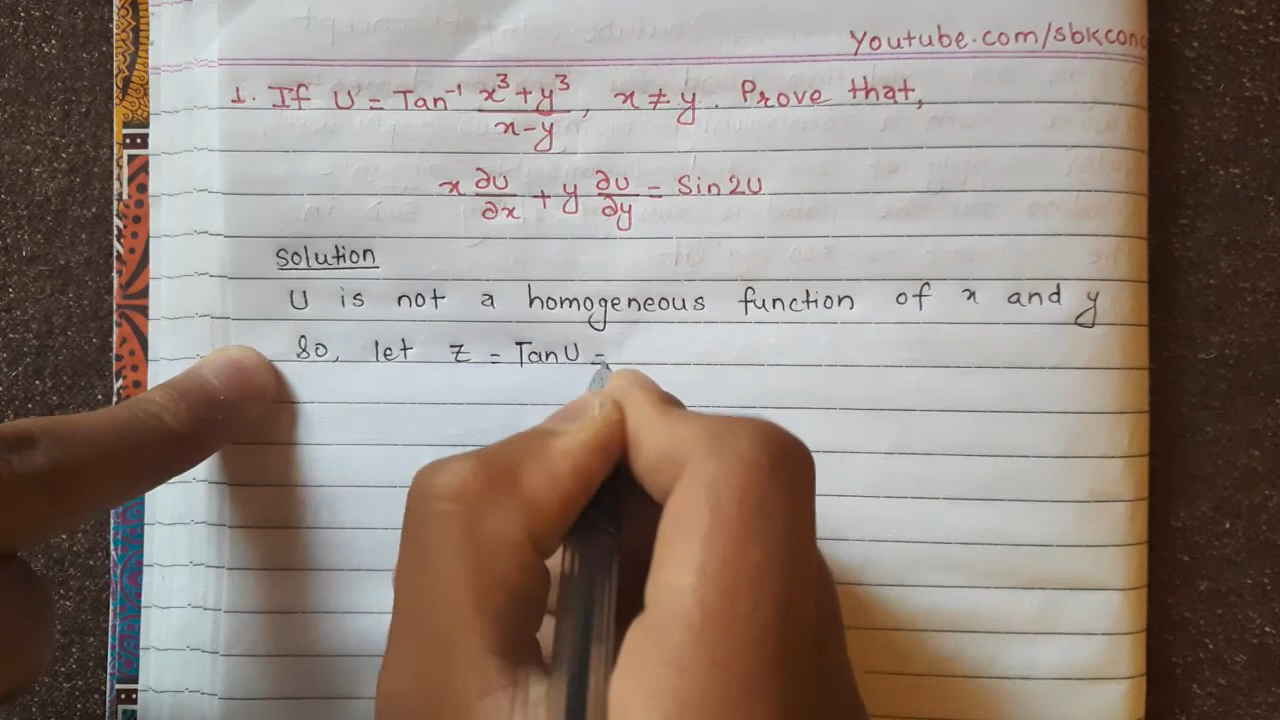 Youtube.com/sbkconc
1. If U = Tan⁻¹ x³+y³/x-y, x ≠ y. Prove that,
x ∂U/∂x + y ∂U/∂y = Sin2U
Solution
U is not a homogeneous function of x and y
So, let z = TanU =